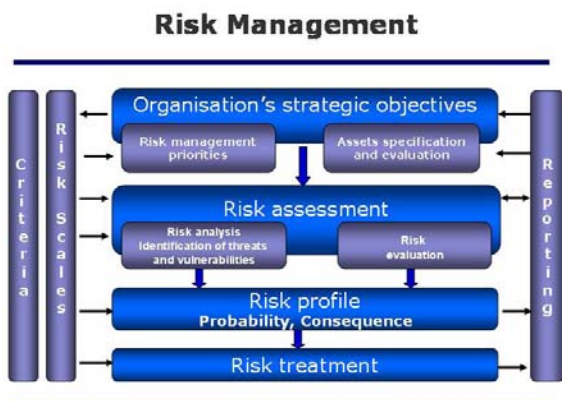 Risk Management
Criteria
Risk Scales
Organisation's strategic objectives
Risk management
priorities
Assets specification
and evaluation
Risk assessment
Risk analysis
Identification of threats
and vulnerabilities
Risk
evaluation
Risk profile
Probability, Consequence
Risk treatment
Reporting